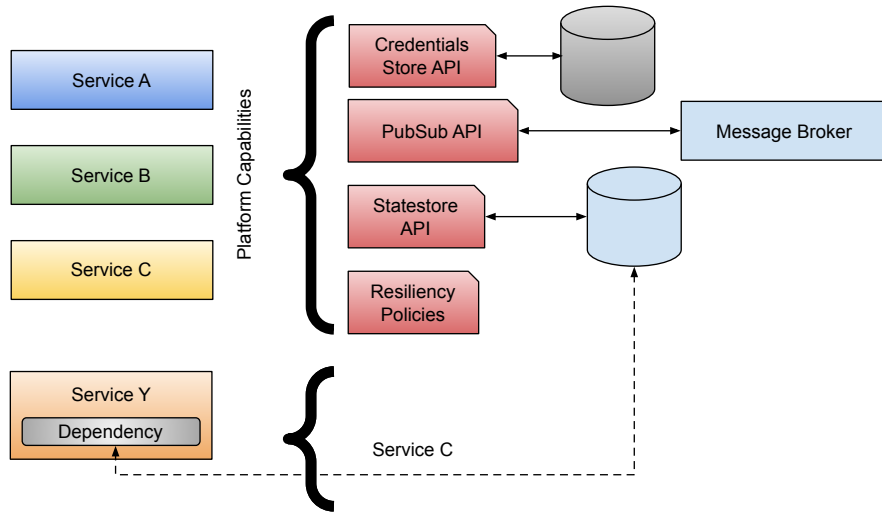 Service A
Service B
Service C
Platform Capabilities
Credentials
Store API
PubSub API
Message Broker
Statestore
API
Resiliency
Policies
Service Y
Dependency
Service C